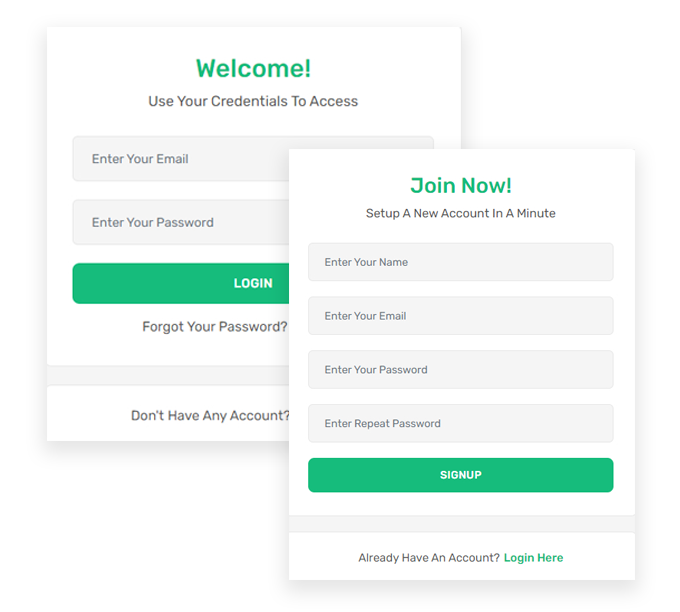 Welcome!
Use Your Credentials To Access
Enter Your Email
Enter Your Password
LOGIN
Forgot Your Password?
Don't Have Any Account?
Join Now!
Setup A New Account In A Minute
Enter Your Name
Enter Your Email
Enter Your Password
Enter Repeat Password
SIGNUP
Already Have An Account? Login Here